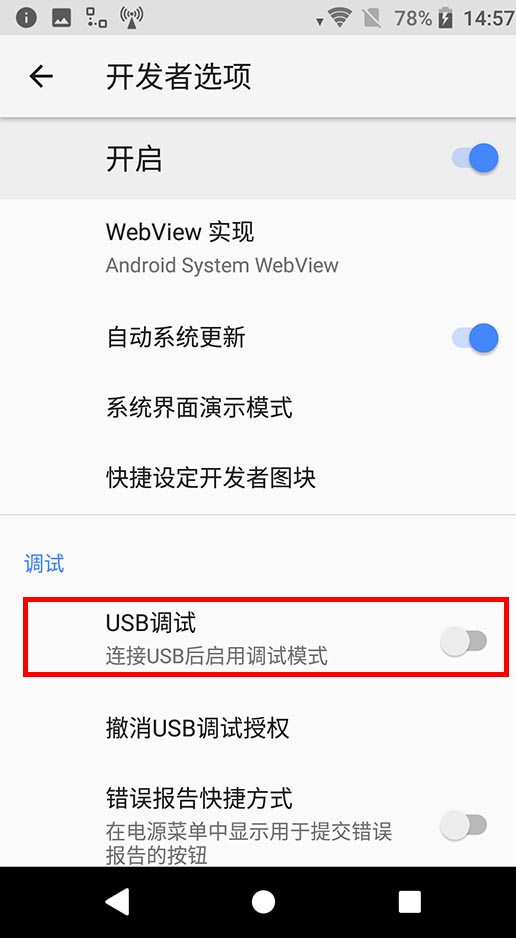 78% 14:57
开发者选项
开启
WebView 实现
Android System WebView
自动系统更新
系统界面演示模式
快捷设定开发者图块
调试
USB调试
连接USB后启用调试模式
撤消USB调试授权
错误报告快捷方式
在电源菜单中显示用于提交错误
报告的按钮